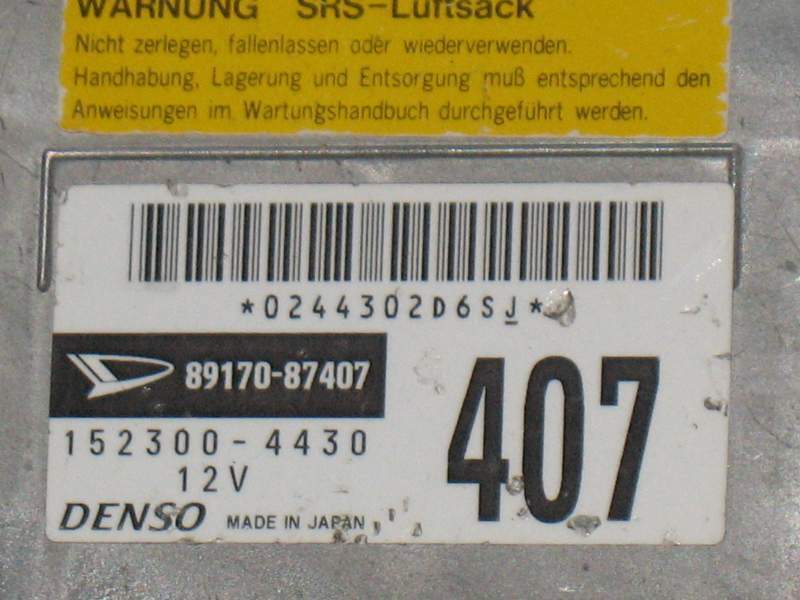 WARNUNG SRS-Luftsack
Nicht zerlegen, fallenlassen oder wiederverwenden.
Handhabung, Lagerung und Entsorgung muß entsprechend den
Anweisungen im Wartungshandbuch durchgeführt werden.
*0244302D6SJ*
89170-87407
407
152300-4430
12V
DENSO MADE IN JAPAN